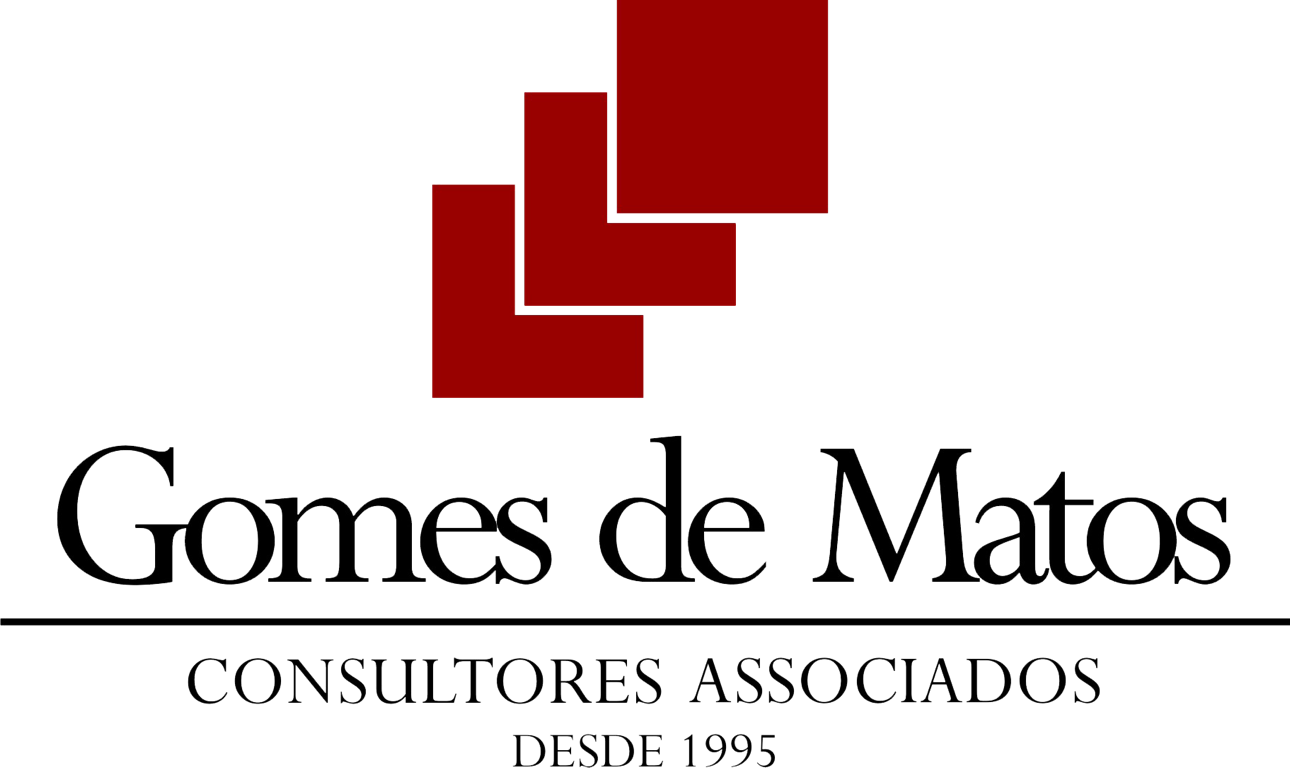 Gomes de Matos
CONSULTORES ASSOCIADOS
DESDE 1995